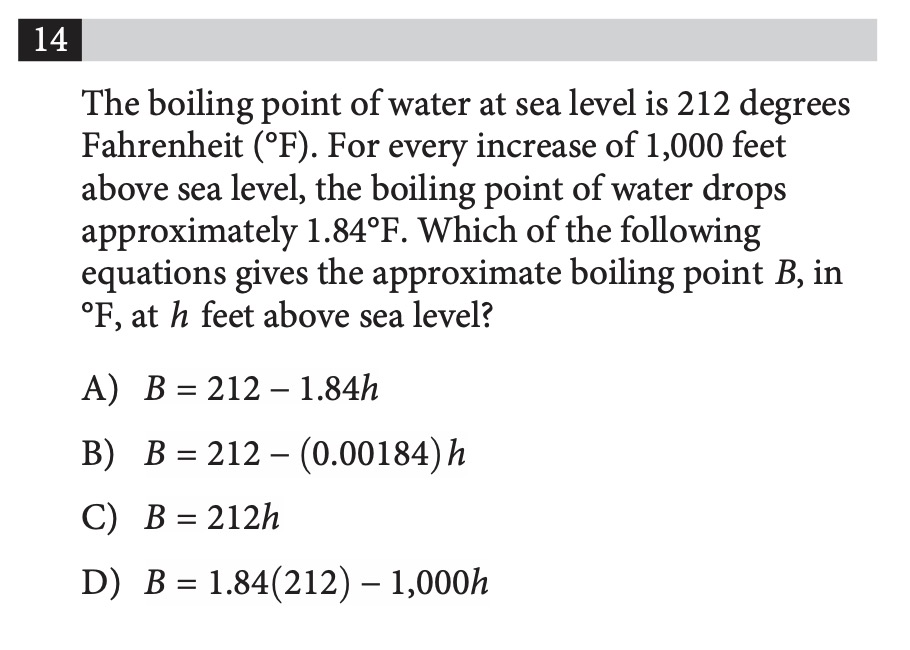 14
The boiling point of water at sea level is 212 degrees
Fahrenheit (°F). For every increase of 1,000 feet
above sea level, the boiling point of water drops
approximately 1.84°F. Which of the following
equations gives the approximate boiling point B, in
°F, at h feet above sea level?
A) B = 212 – 1.84h
B) B = 212 – (0.00184)h
C) B = 212h
D) B = 1.84(212) – 1,000h